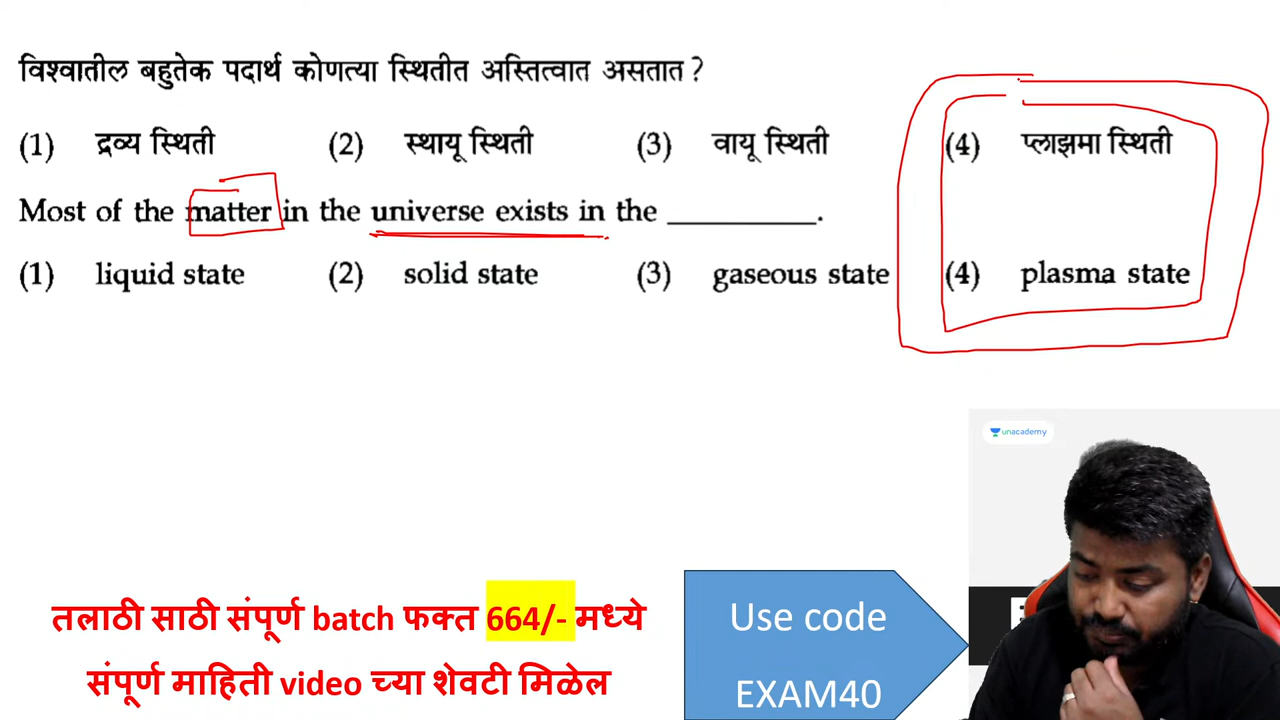 विश्वातील बहुतेक पदार्थ कोणत्या स्थितीत अस्तित्वात असतात ?
(1) द्रव्य स्थिती (2) स्थायू स्थिती (3) वायू स्थिती (4) प्लाझमा स्थिती
Most of the matter in the universe exists in the __________.
(1) liquid state (2) solid state (3) gaseous state (4) plasma state
unacademy
तलाठी साठी संपूर्ण batch फक्त 664/- मध्ये
संपूर्ण माहिती video च्या शेवटी मिळेल
Use code
EXAM40